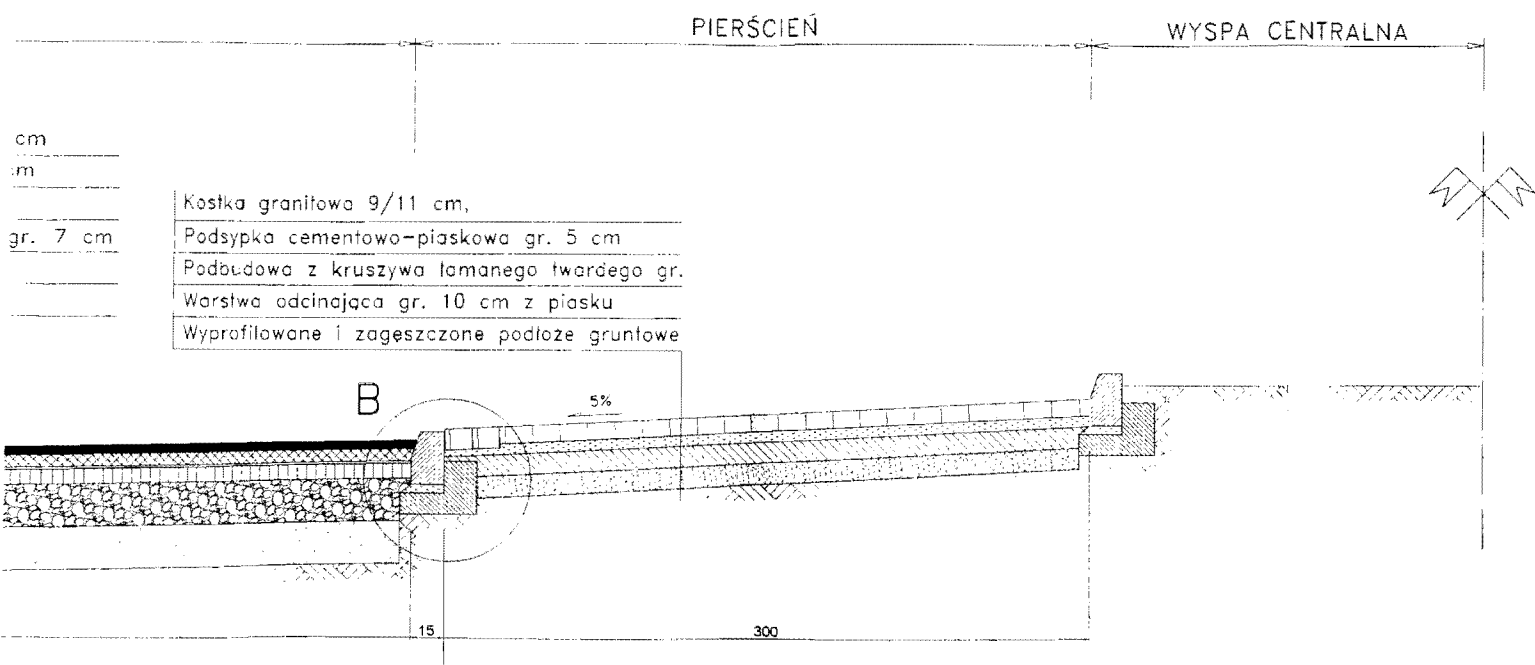 PIERŚCIEŃ
WYSPA CENTRALNA
cm
cm
gr. 7 cm
Kostka granitowa 9/11 cm,
Podsypka cementowo-piaskowa gr. 5 cm
Podbudowa z kruszywa łamanego twardego gr.
Warstwa odcinająca gr. 10 cm z piasku
Wyprofilowane i zagęszczone podłoże gruntowe
B
5%
15
300